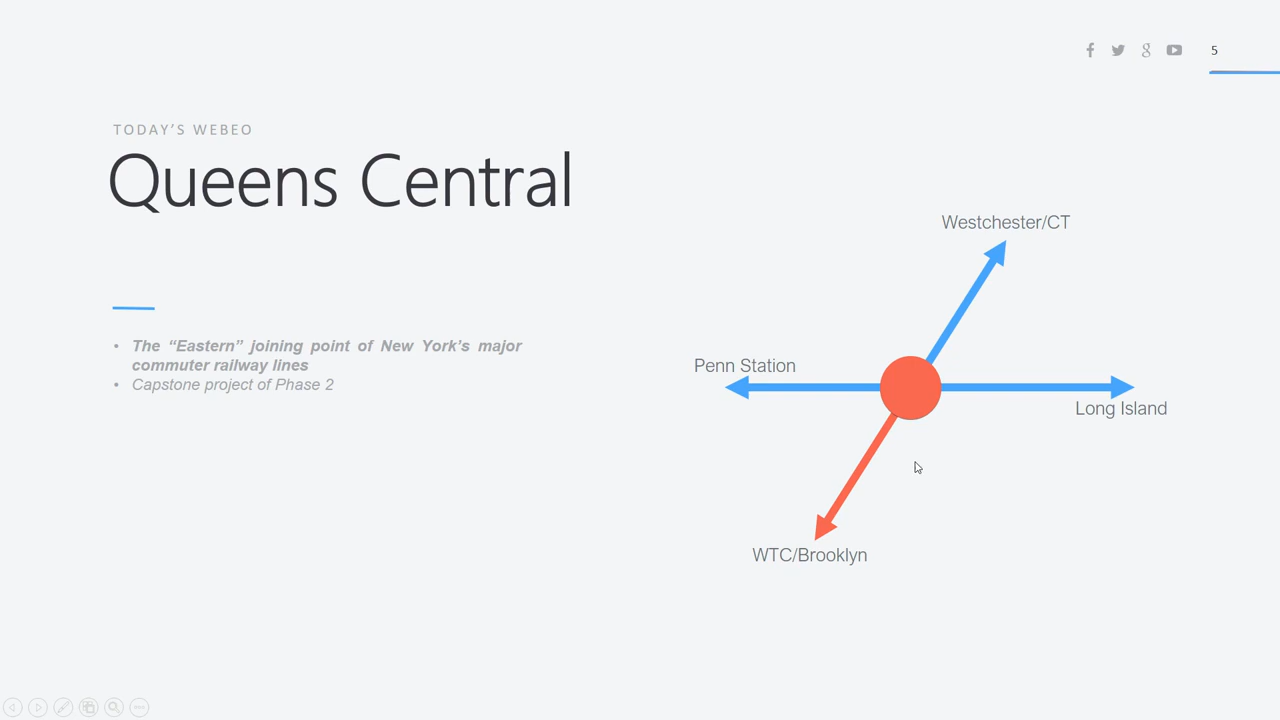 5
TODAY’S WEBEO
Queens Central
• The “Eastern” joining point of New York’s major
commuter railway lines
• Capstone project of Phase 2
Westchester/CT
Penn Station
Long Island
WTC/Brooklyn